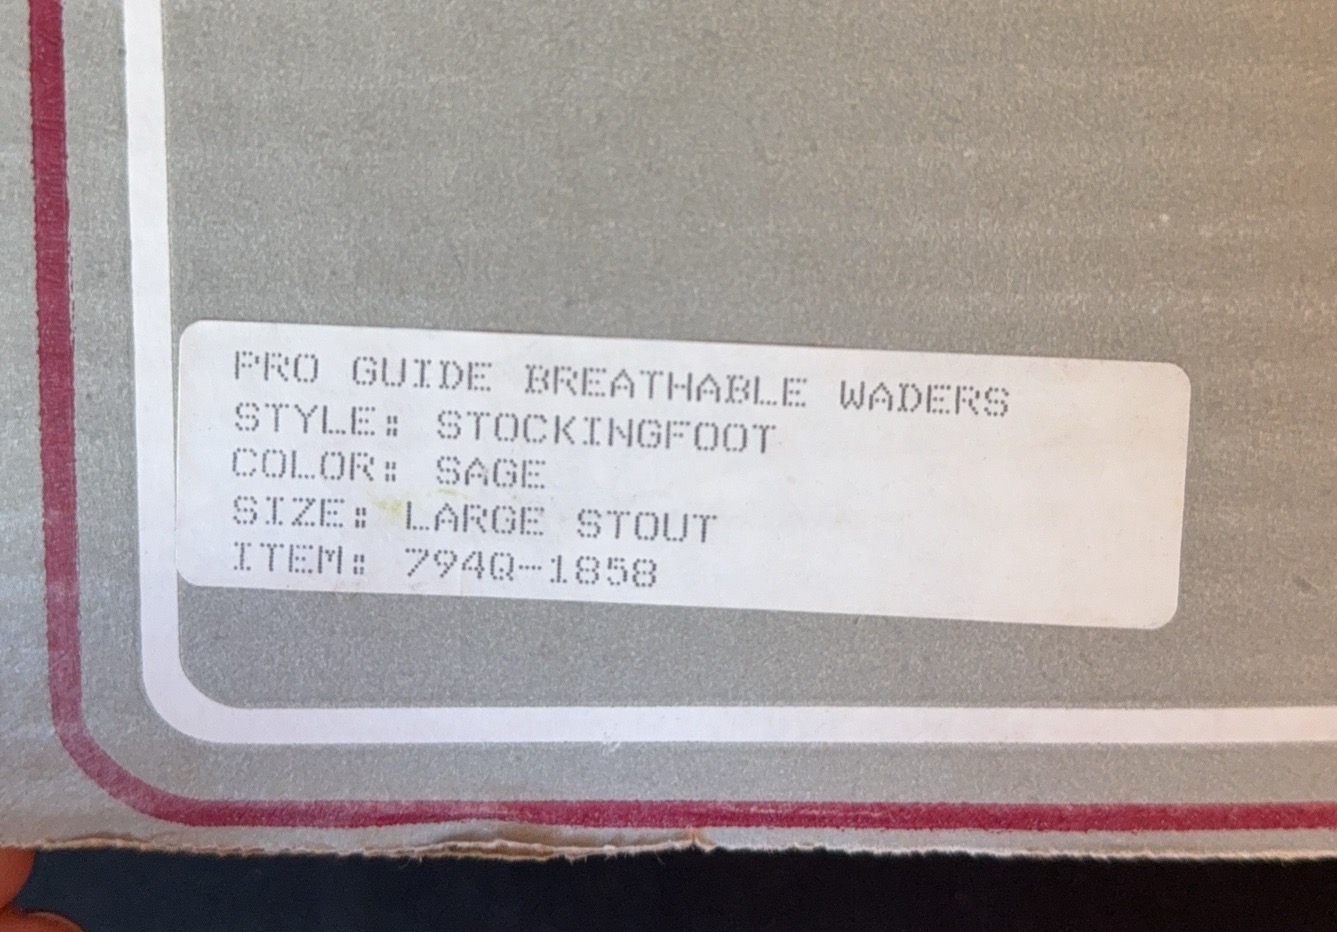 PRO GUIDE BREATHABLE WADERS
STYLE: STOCKINGFOOT
COLOR: SAGE
SIZE: LARGE STOUT
ITEM: 794Q-1858